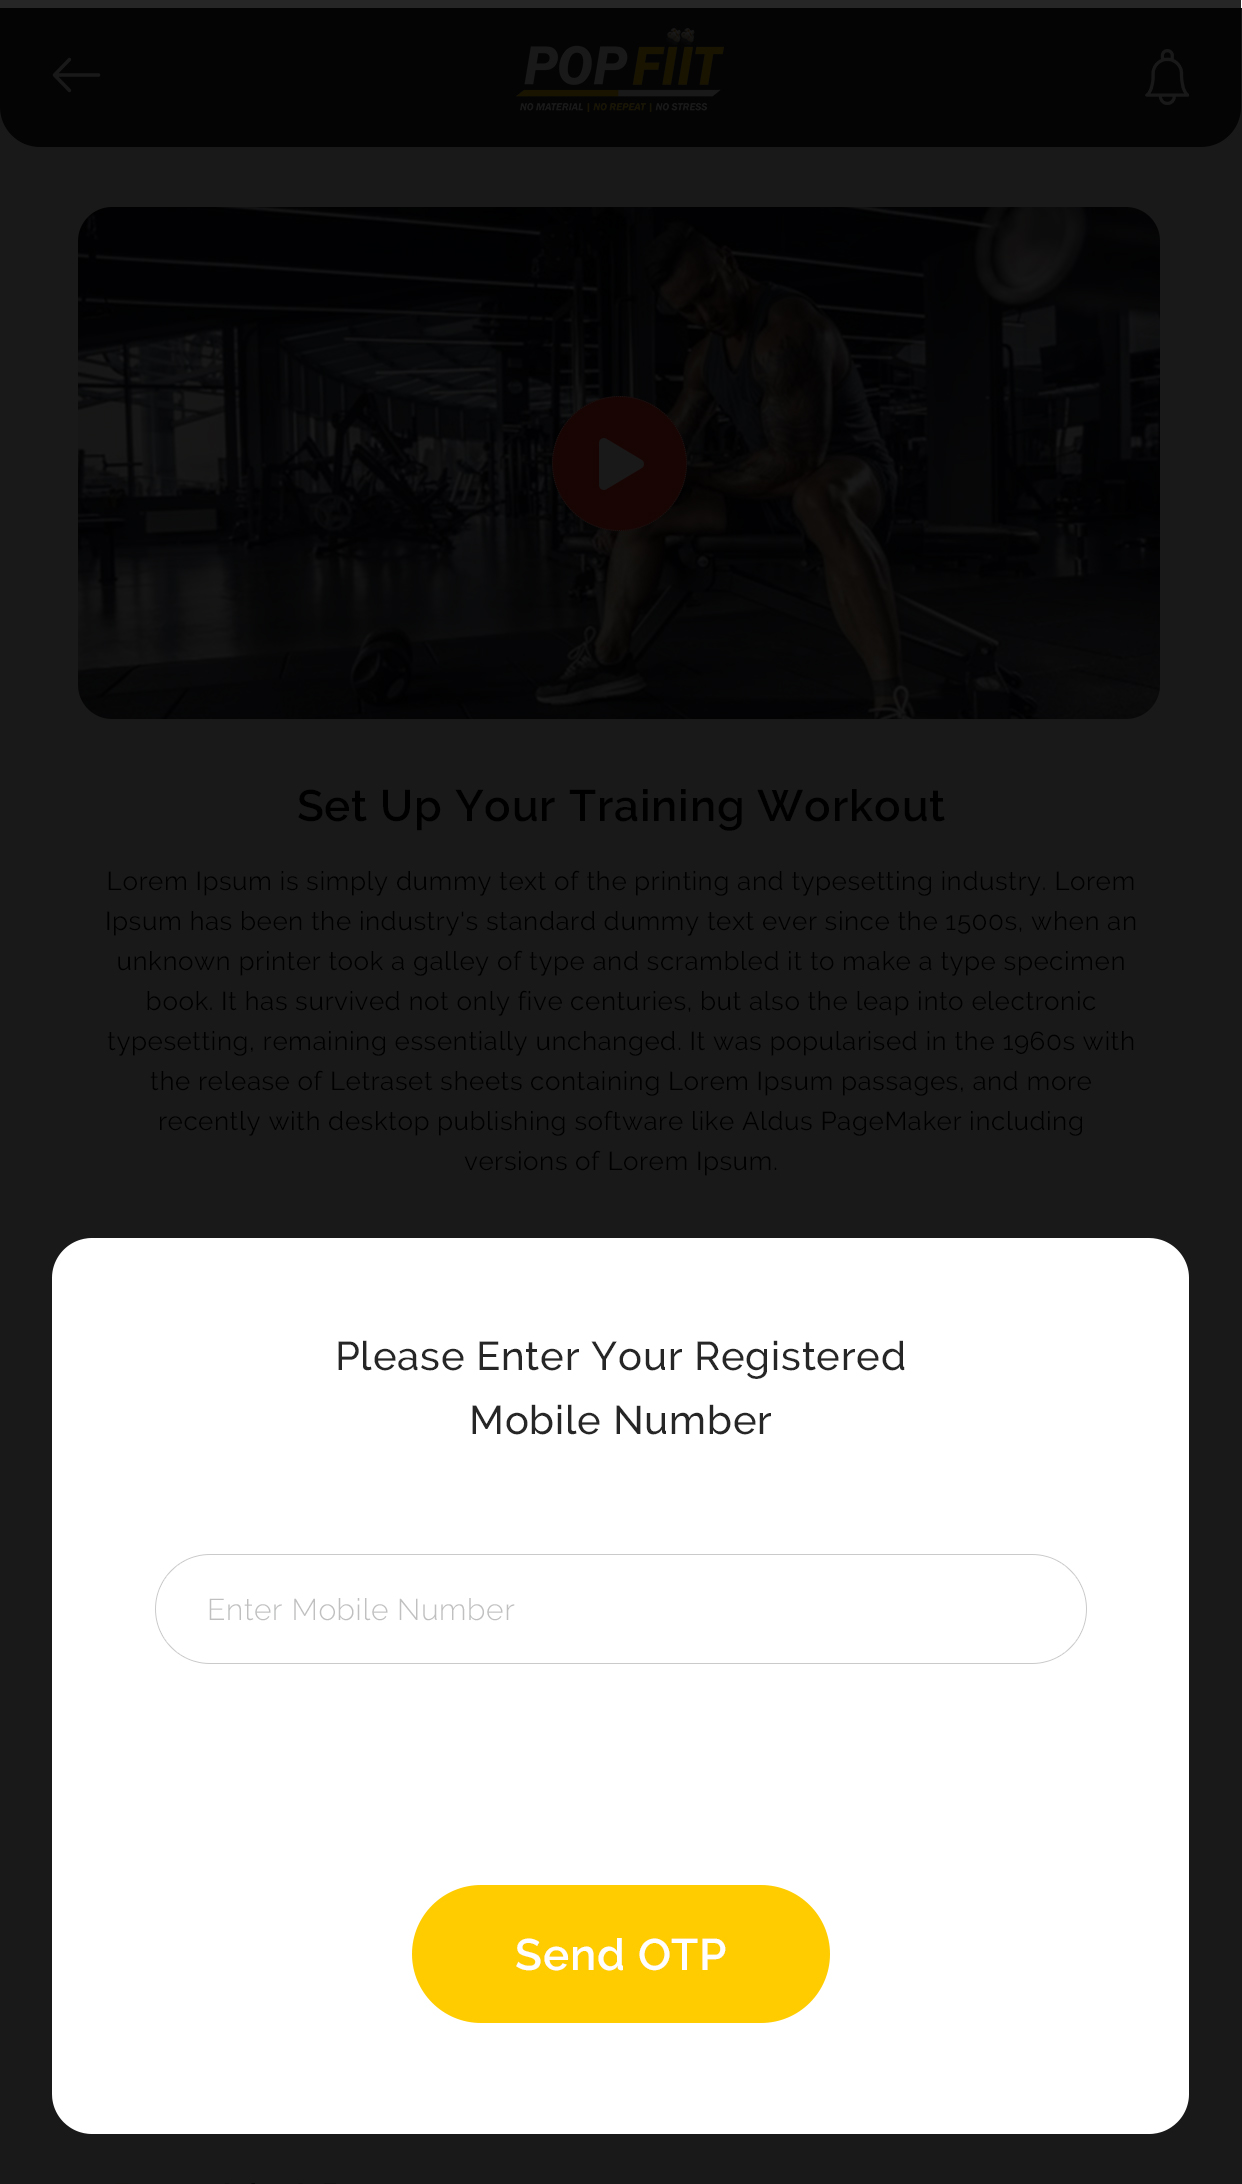 POP FIIT
NO MATERIAL | NO REPEAT | NO STRESS
Set Up Your Training Workout
Lorem Ipsum is simply dummy text of the printing and typesetting industry. Lorem
Ipsum has been the industry's standard dummy text ever since the 1500s, when an
unknown printer took a galley of type and scrambled it to make a type specimen
book. It has survived not only five centuries, but also the leap into electronic
typesetting, remaining essentially unchanged. It was popularised in the 1960s with
the release of Letraset sheets containing Lorem Ipsum passages, and more
recently with desktop publishing software like Aldus PageMaker including
versions of Lorem Ipsum.
Please Enter Your Registered
Mobile Number
Enter Mobile Number
Send OTP